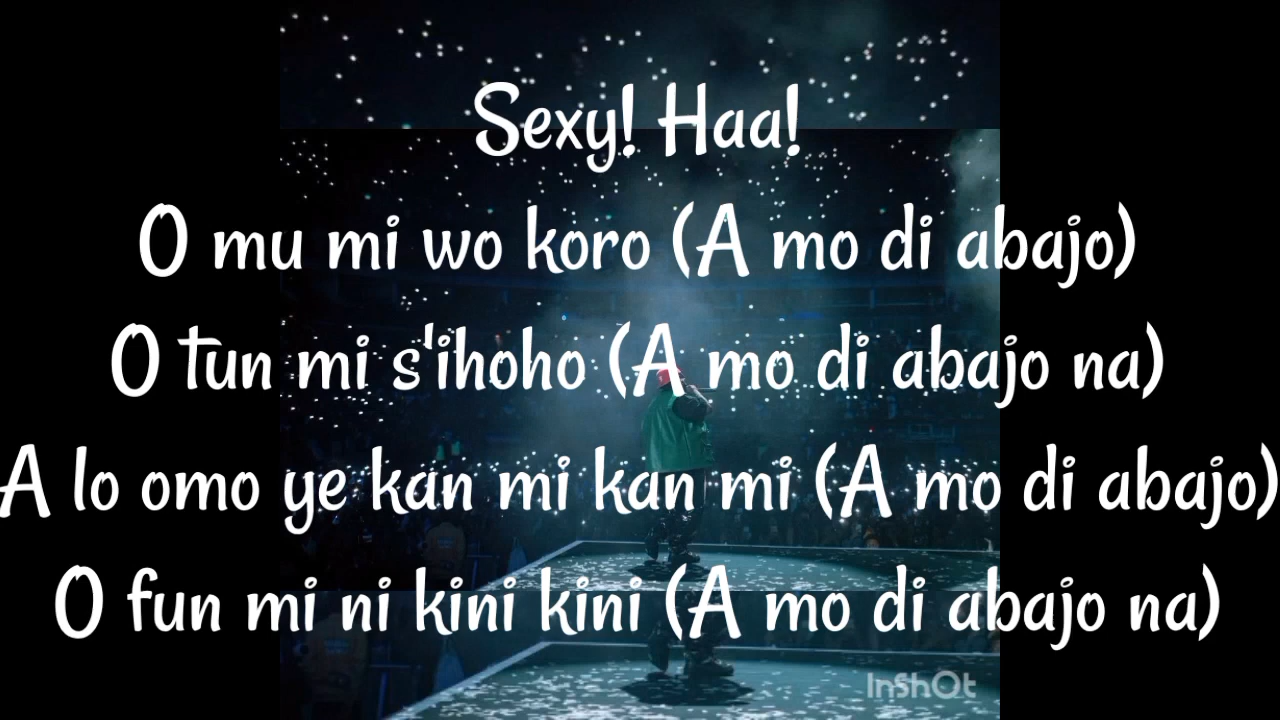 Sexy! Haa!
O mu mi wo koro (A mo di abajo)
O tun mi s'ihoho (A mo di abajo na)
A lo omo ye kan mi kan mi (A mo di abajo)
O fun mi ni kini kini (A mo di abajo na)
InShOt